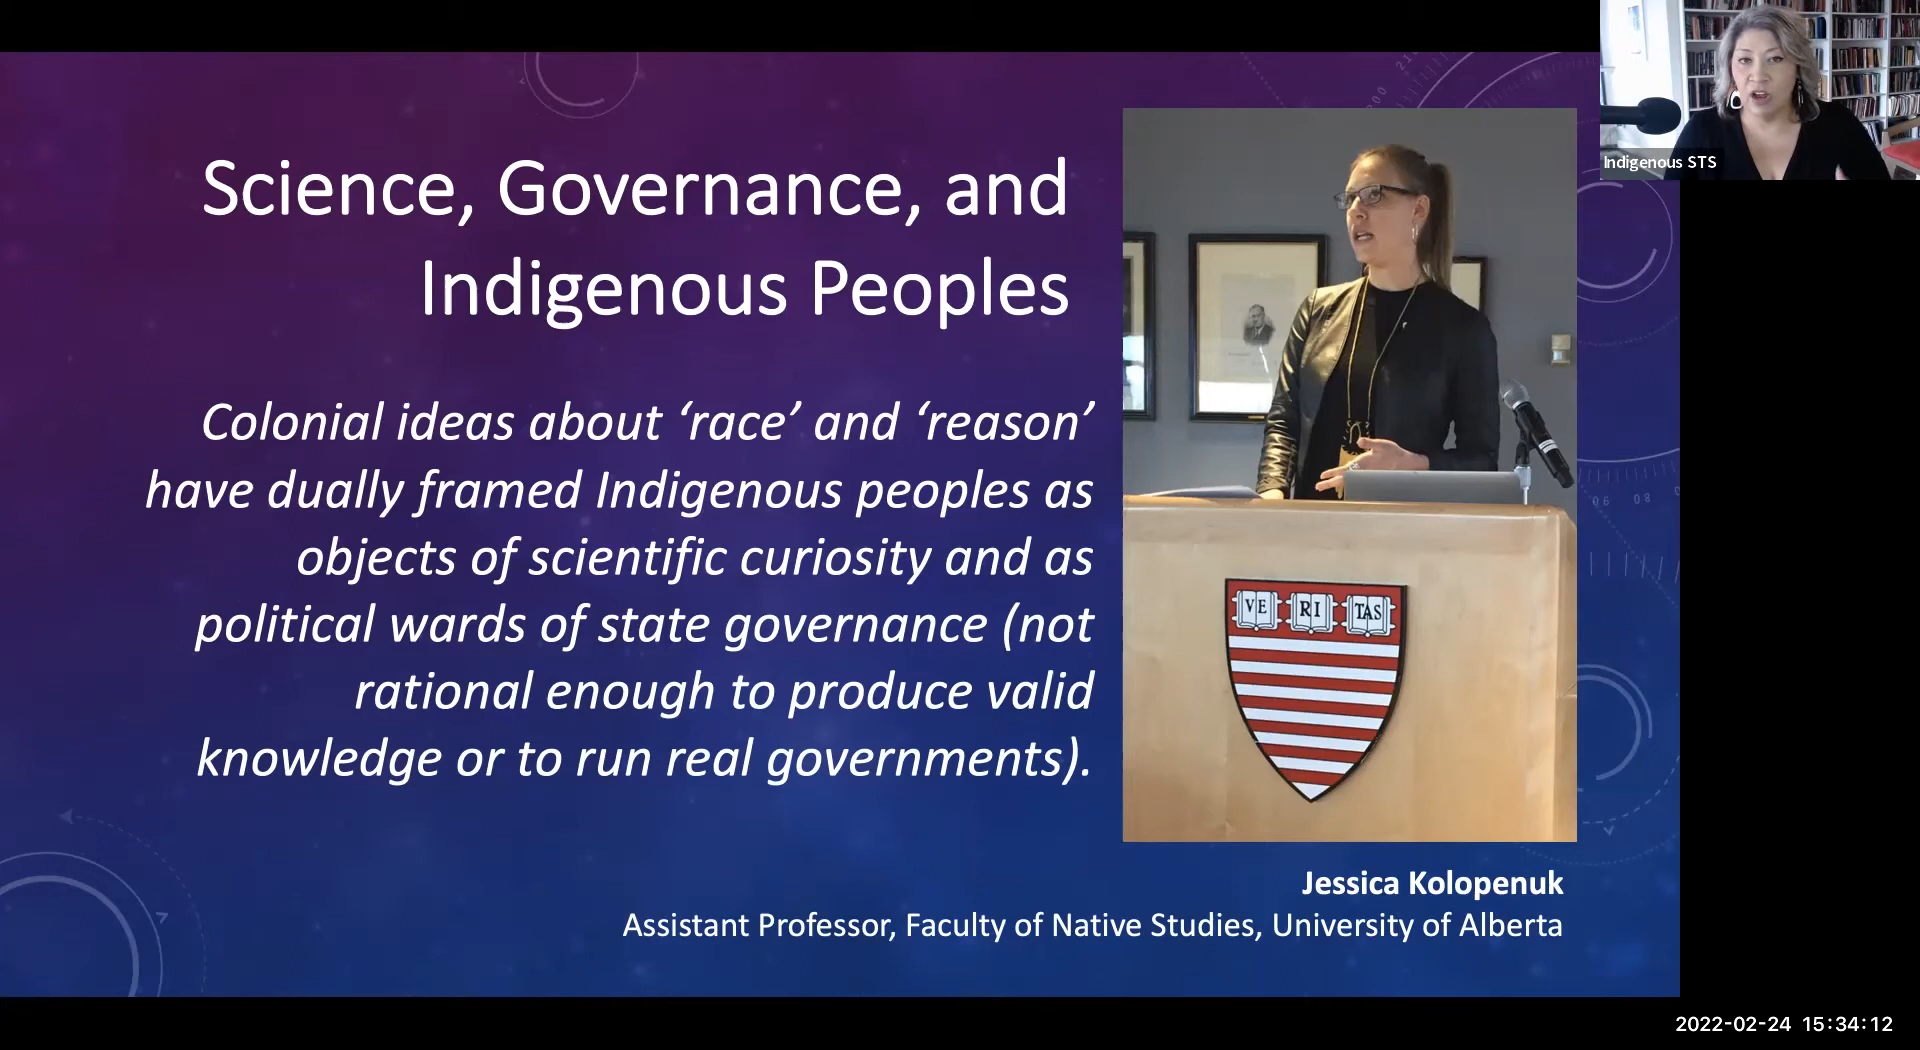 Indigenous STS
Science, Governance, and
Indigenous Peoples
Colonial ideas about ‘race’ and ‘reason’
have dually framed Indigenous peoples as
objects of scientific curiosity and as
political wards of state governance (not
rational enough to produce valid
knowledge or to run real governments).
VE RI TAS
Jessica Kolopenuk
Assistant Professor, Faculty of Native Studies, University of Alberta
2022-02-24 15:34:12